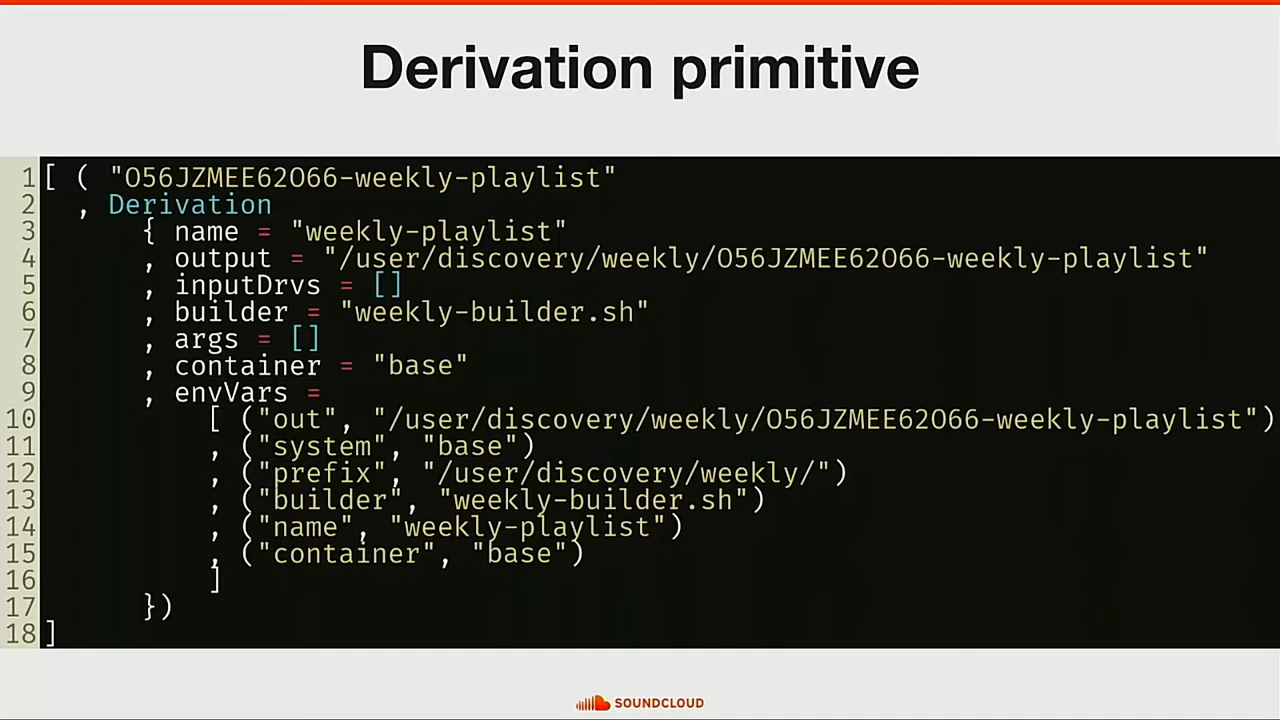 Derivation primitive
1 [ ( "O56JZMEE62O66-weekly-playlist"
2   , Derivation
3       { name = "weekly-playlist"
4       , output = "/user/discovery/weekly/O56JZMEE62O66-weekly-playlist"
5       , inputDrvs = []
6       , builder = "weekly-builder.sh"
7       , args = []
8       , container = "base"
9       , envVars =
10          [ ("out", "/user/discovery/weekly/O56JZMEE62O66-weekly-playlist")
11          , ("system", "base")
12          , ("prefix", "/user/discovery/weekly/")
13          , ("builder", "weekly-builder.sh")
14          , ("name", "weekly-playlist")
15          , ("container", "base")
16          ]
17      })
18 ]
SOUNDCLOUD